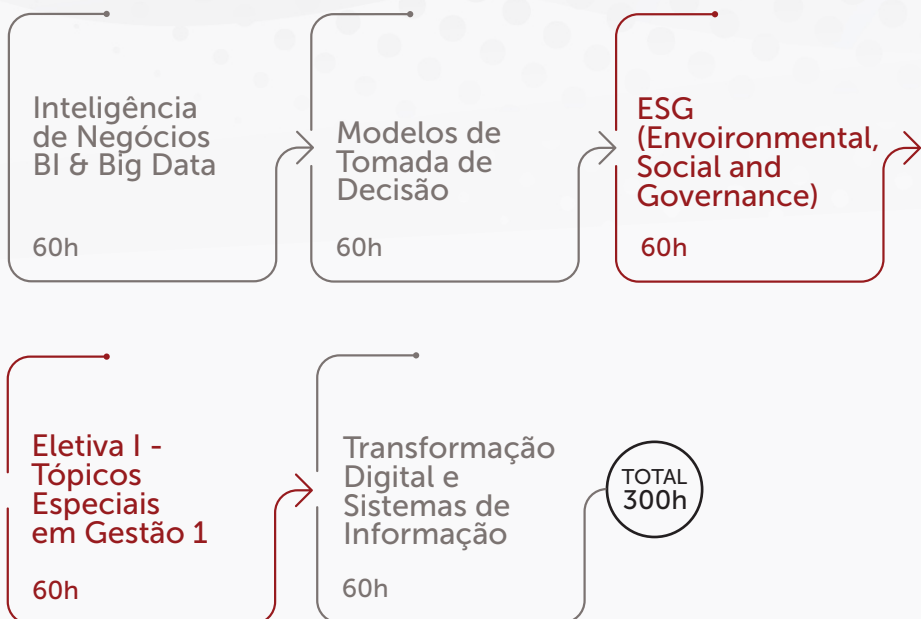 Inteligência
de Negócios
BI & Big Data
60h
Modelos de
Tomada de
Decisão
60h
ESG
(Envoironmental,
Social and
Governance)
60h
Eletiva I -
Tópicos
Especiais
em Gestão 1
60h
Transformação
Digital e
Sistemas de
Informação
60h
TOTAL
300h